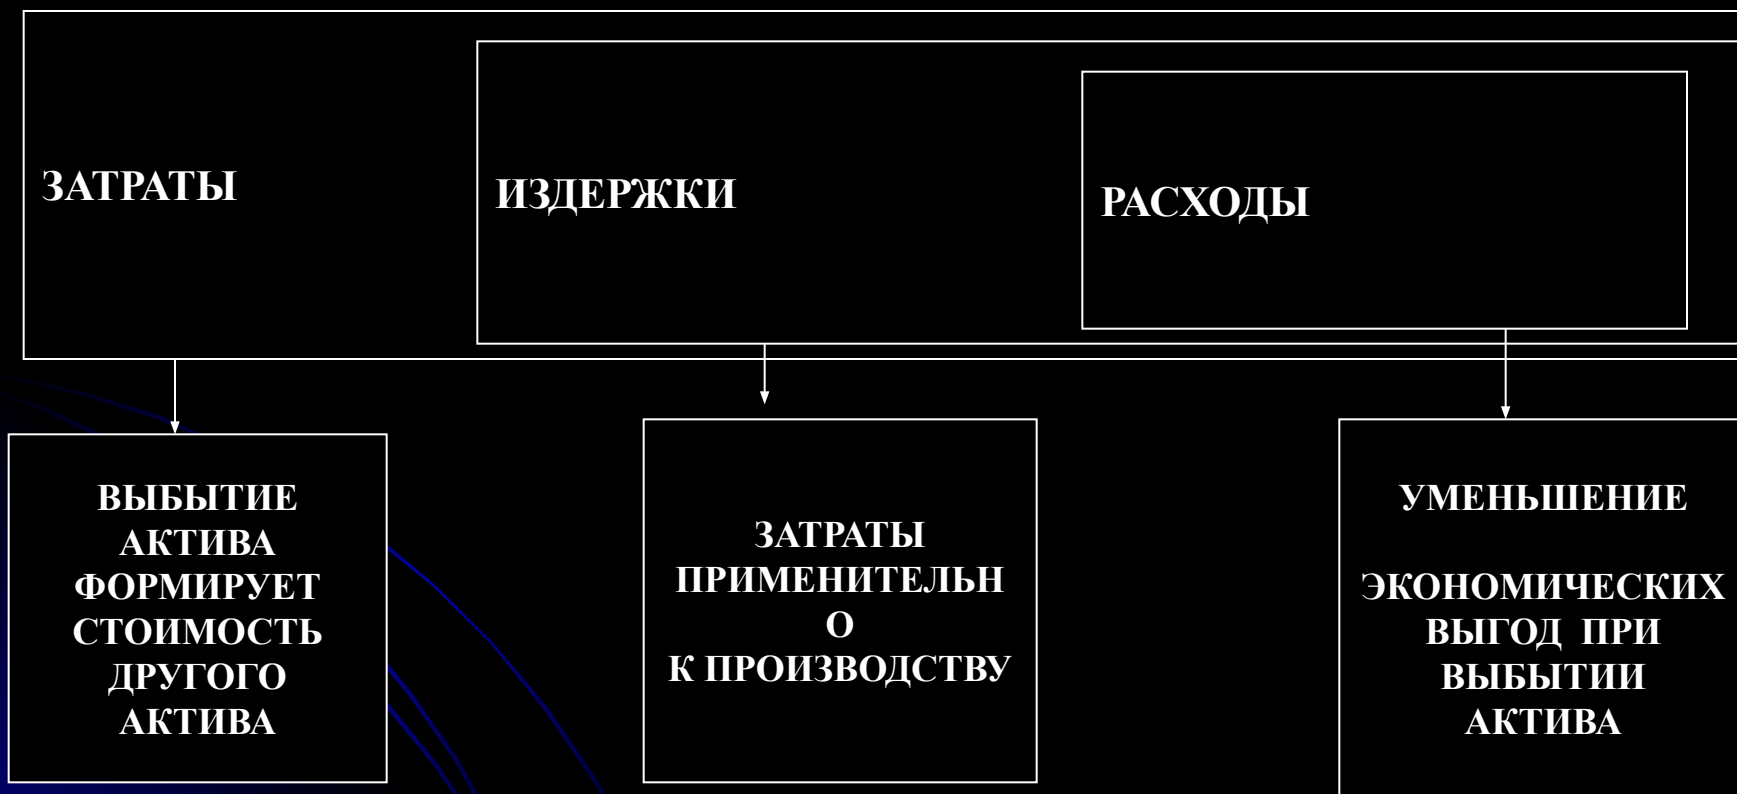 ЗАТРАТЫ
ИЗДЕРЖКИ
РАСХОДЫ
ВЫБЫТИЕ
АКТИВА
ФОРМИРУЕТ
СТОИМОСТЬ
ДРУГОГО
АКТИВА
ЗАТРАТЫ
ПРИМЕНИТЕЛЬН
О
К ПРОИЗВОДСТВУ
УМЕНЬШЕНИЕ
ЭКОНОМИЧЕСКИХ
ВЫГОД ПРИ
ВЫБЫТИИ
АКТИВА